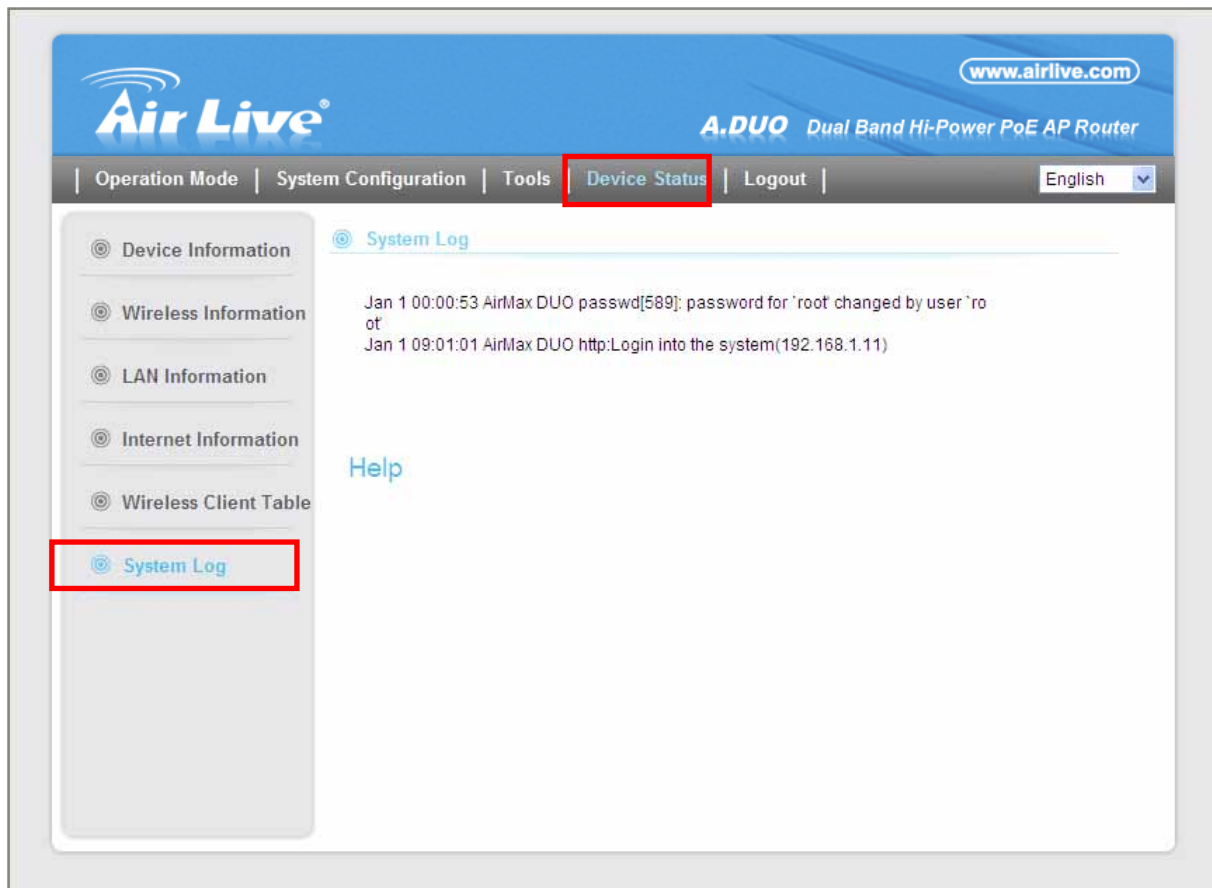 www.airlive.com
Air Live®
A.DUO Dual Band Hi-Power PoE AP Router
| Operation Mode | System Configuration | Tools | Device Status | Logout |
English
Device Information
Wireless Information
LAN Information
Internet Information
Wireless Client Table
System Log
System Log
Jan 1 00:00:53 AirMax DUO passwd[589]: password for `root' changed by user `ro
ot'
Jan 1 09:01:01 AirMax DUO http:Login into the system(192.168.1.11)
Help